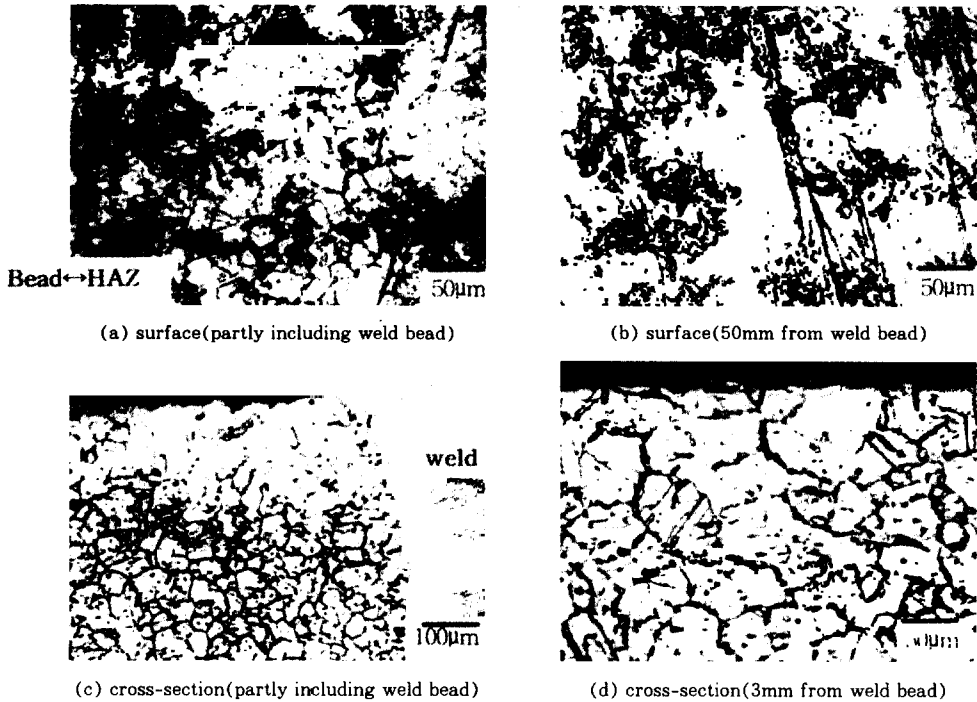 Bead↔HAZ
50µm
50µm
(a) surface(partly including weld bead)
(b) surface(50mm from weld bead)
weld
100µm
(c) cross-section(partly including weld bead)
(d) cross-section(3mm from weld bead)